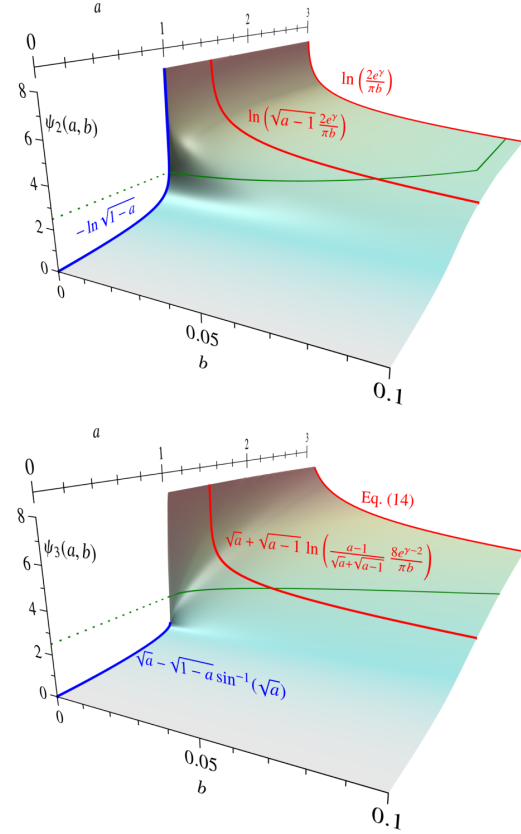 a
0 1 2 3
8
ψ₂(a, b)
6
4
2
0
ln(2e^γ/πb)
ln(√(a−1) 2e^γ/πb)
−ln √(1−a)
0
0.05
b
0.1
a
0 1 2 3
8
ψ₃(a, b)
6
4
2
0
Eq. (14)
√a + √(a−1) ln((a−1)/(√a+√(a−1)) 8e^(γ−2)/πb)
√a − √(1−a) sin⁻¹(√a)
0
0.05
b
0.1